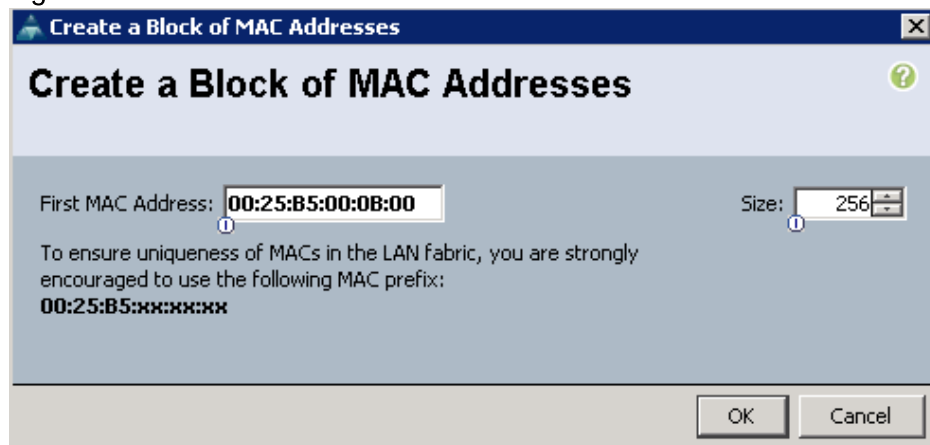 Create a Block of MAC Addresses
Create a Block of MAC Addresses
First MAC Address: 00:25:B5:00:0B:00 Size: 256
To ensure uniqueness of MACs in the LAN fabric, you are strongly
encouraged to use the following MAC prefix:
00:25:B5:xx:xx:xx
OK Cancel